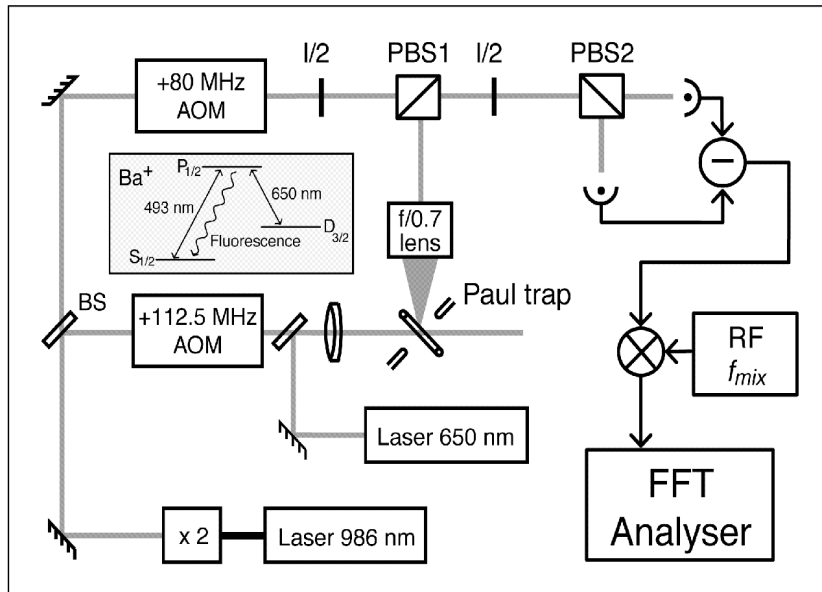 l/2
PBS1
l/2
PBS2
+80 MHz
AOM
Ba+
P1/2
493 nm
650 nm
Fluorescence
D3/2
S1/2
f/0.7
lens
BS
+112.5 MHz
AOM
Paul trap
RF
fmix
Laser 650 nm
FFT
Analyser
x 2
Laser 986 nm